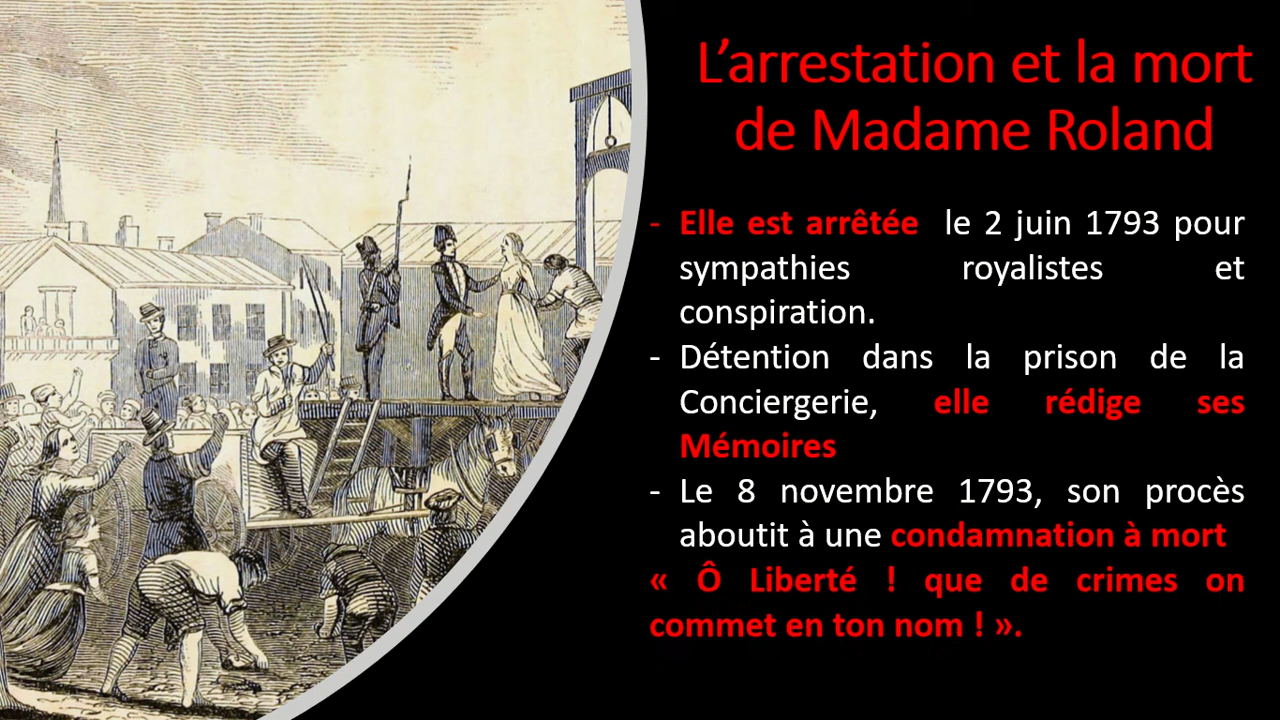 L’arrestation et la mort
de Madame Roland
- Elle est arrêtée le 2 juin 1793 pour
sympathies royalistes et
conspiration.
- Détention dans la prison de la
Conciergerie, elle rédige ses
Mémoires
- Le 8 novembre 1793, son procès
aboutit à une condamnation à mort
« Ô Liberté ! que de crimes on
commet en ton nom ! ».